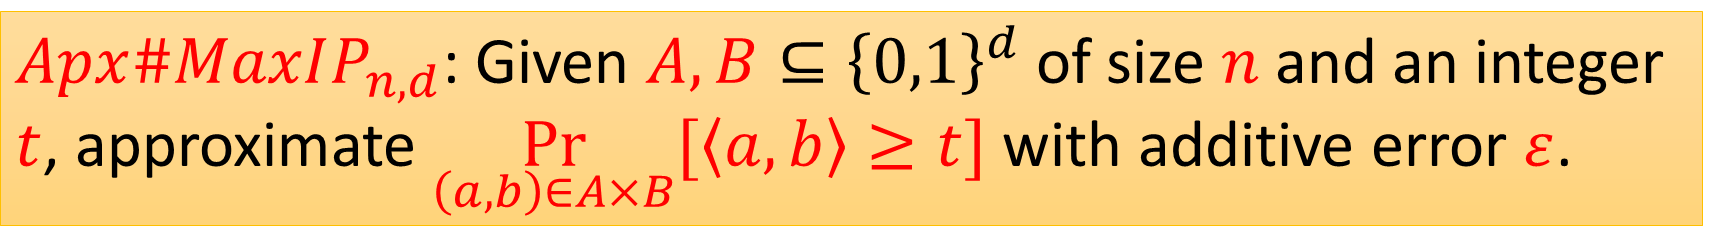 Apx#MaxIP_{n,d}: Given A, B ⊆ {0,1}^d of size n and an integer
t, approximate Pr_{(a,b)∈A×B} [⟨a, b⟩ ≥ t] with additive error ε.